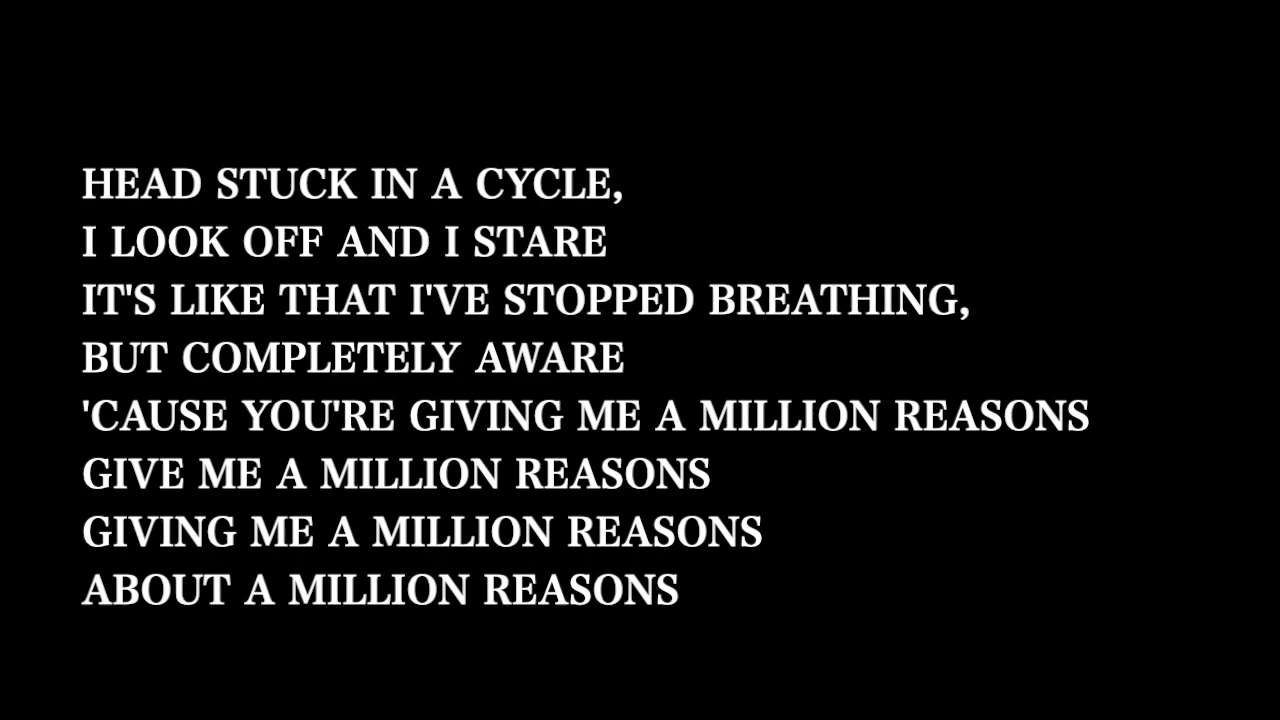 HEAD STUCK IN A CYCLE,
I LOOK OFF AND I STARE
IT'S LIKE THAT I'VE STOPPED BREATHING,
BUT COMPLETELY AWARE
'CAUSE YOU'RE GIVING ME A MILLION REASONS
GIVE ME A MILLION REASONS
GIVING ME A MILLION REASONS
ABOUT A MILLION REASONS